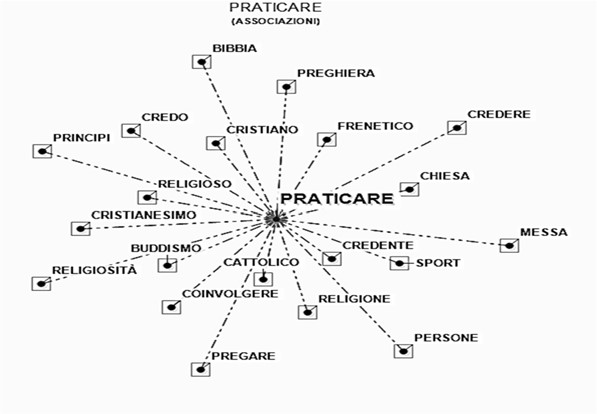 PRATICARE
(ASSOCIAZIONI)
BIBBIA
PREGHIERA
CREDO
CRISTIANO
FRENETICO
CREDERE
PRINCIPI
RELIGIOSO
CHIESA
PRATICARE
CRISTIANESIMO
MESSA
BUDDISMO
CREDENTE
CATTOLICO
SPORT
RELIGIOSITÀ
COINVOLGERE
RELIGIONE
PERSONE
PREGARE